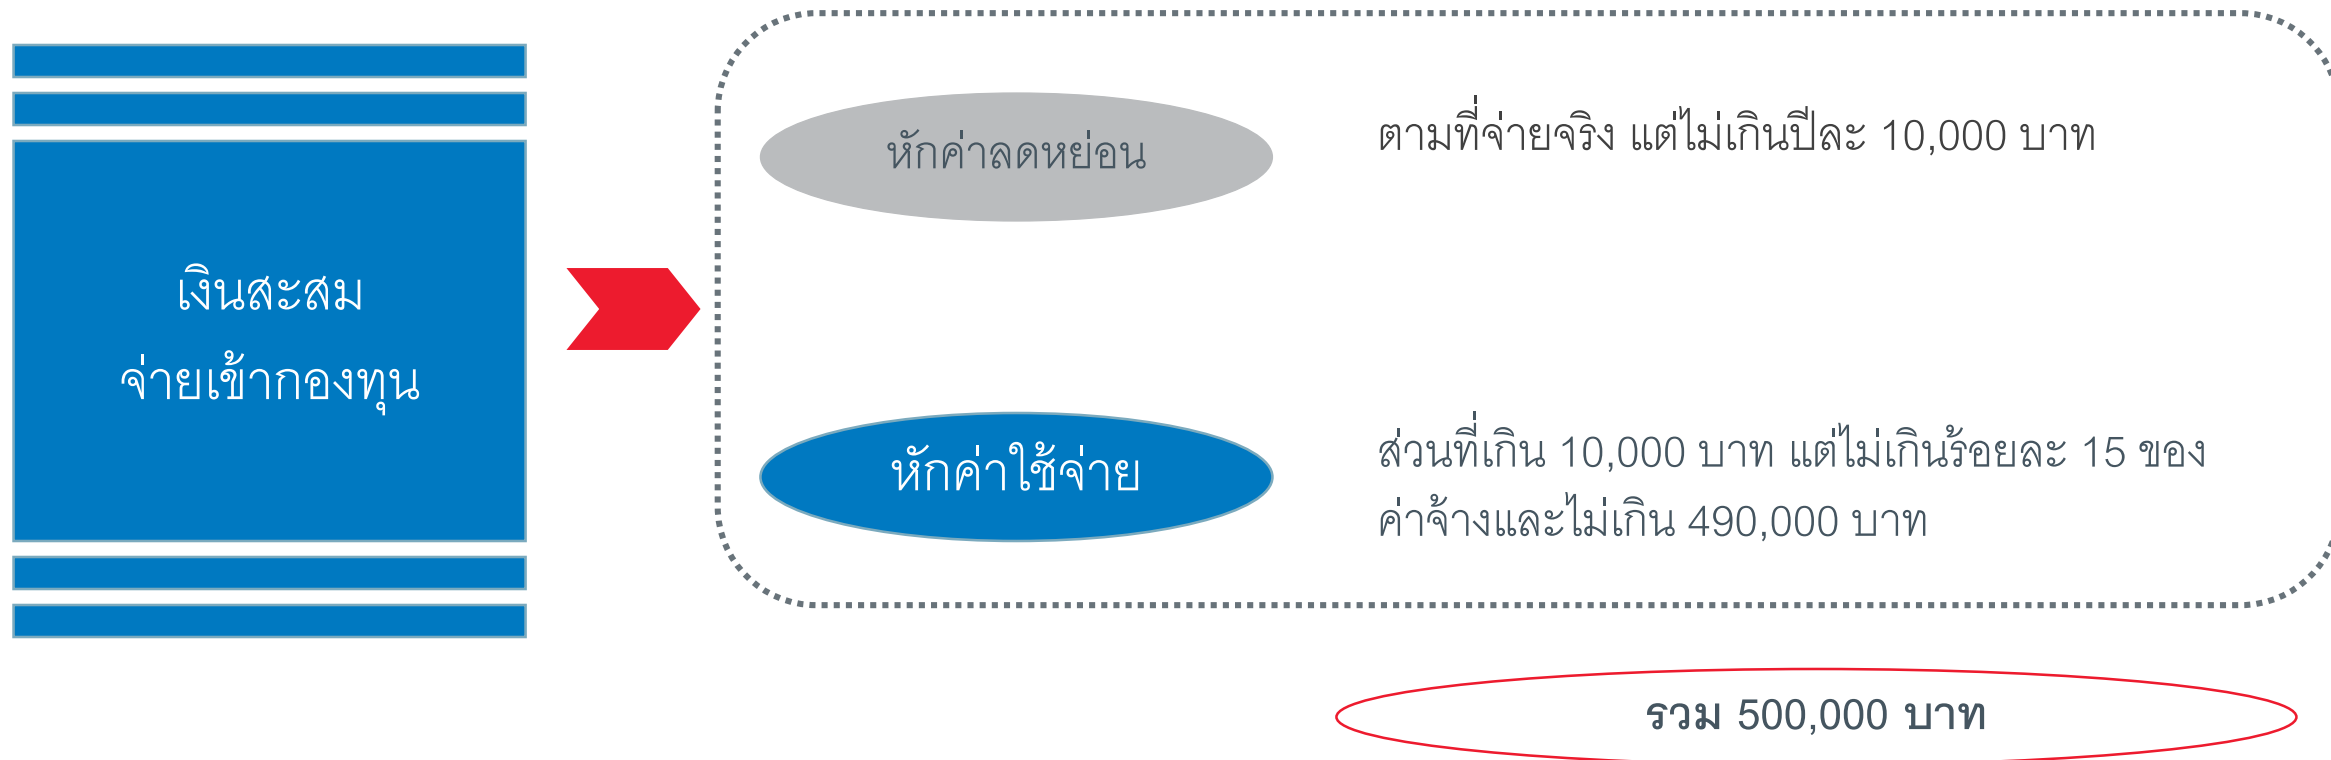 เงินสะสม
จ่ายเข้ากองทุน
หักค่าลดหย่อน
ตามที่จ่ายจริง แต่ไม่เกินปีละ 10,000 บาท
หักค่าใช้จ่าย
ส่วนที่เกิน 10,000 บาท แต่ไม่เกินร้อยละ 15 ของ
ค่าจ้างและไม่เกิน 490,000 บาท
รวม 500,000 บาท